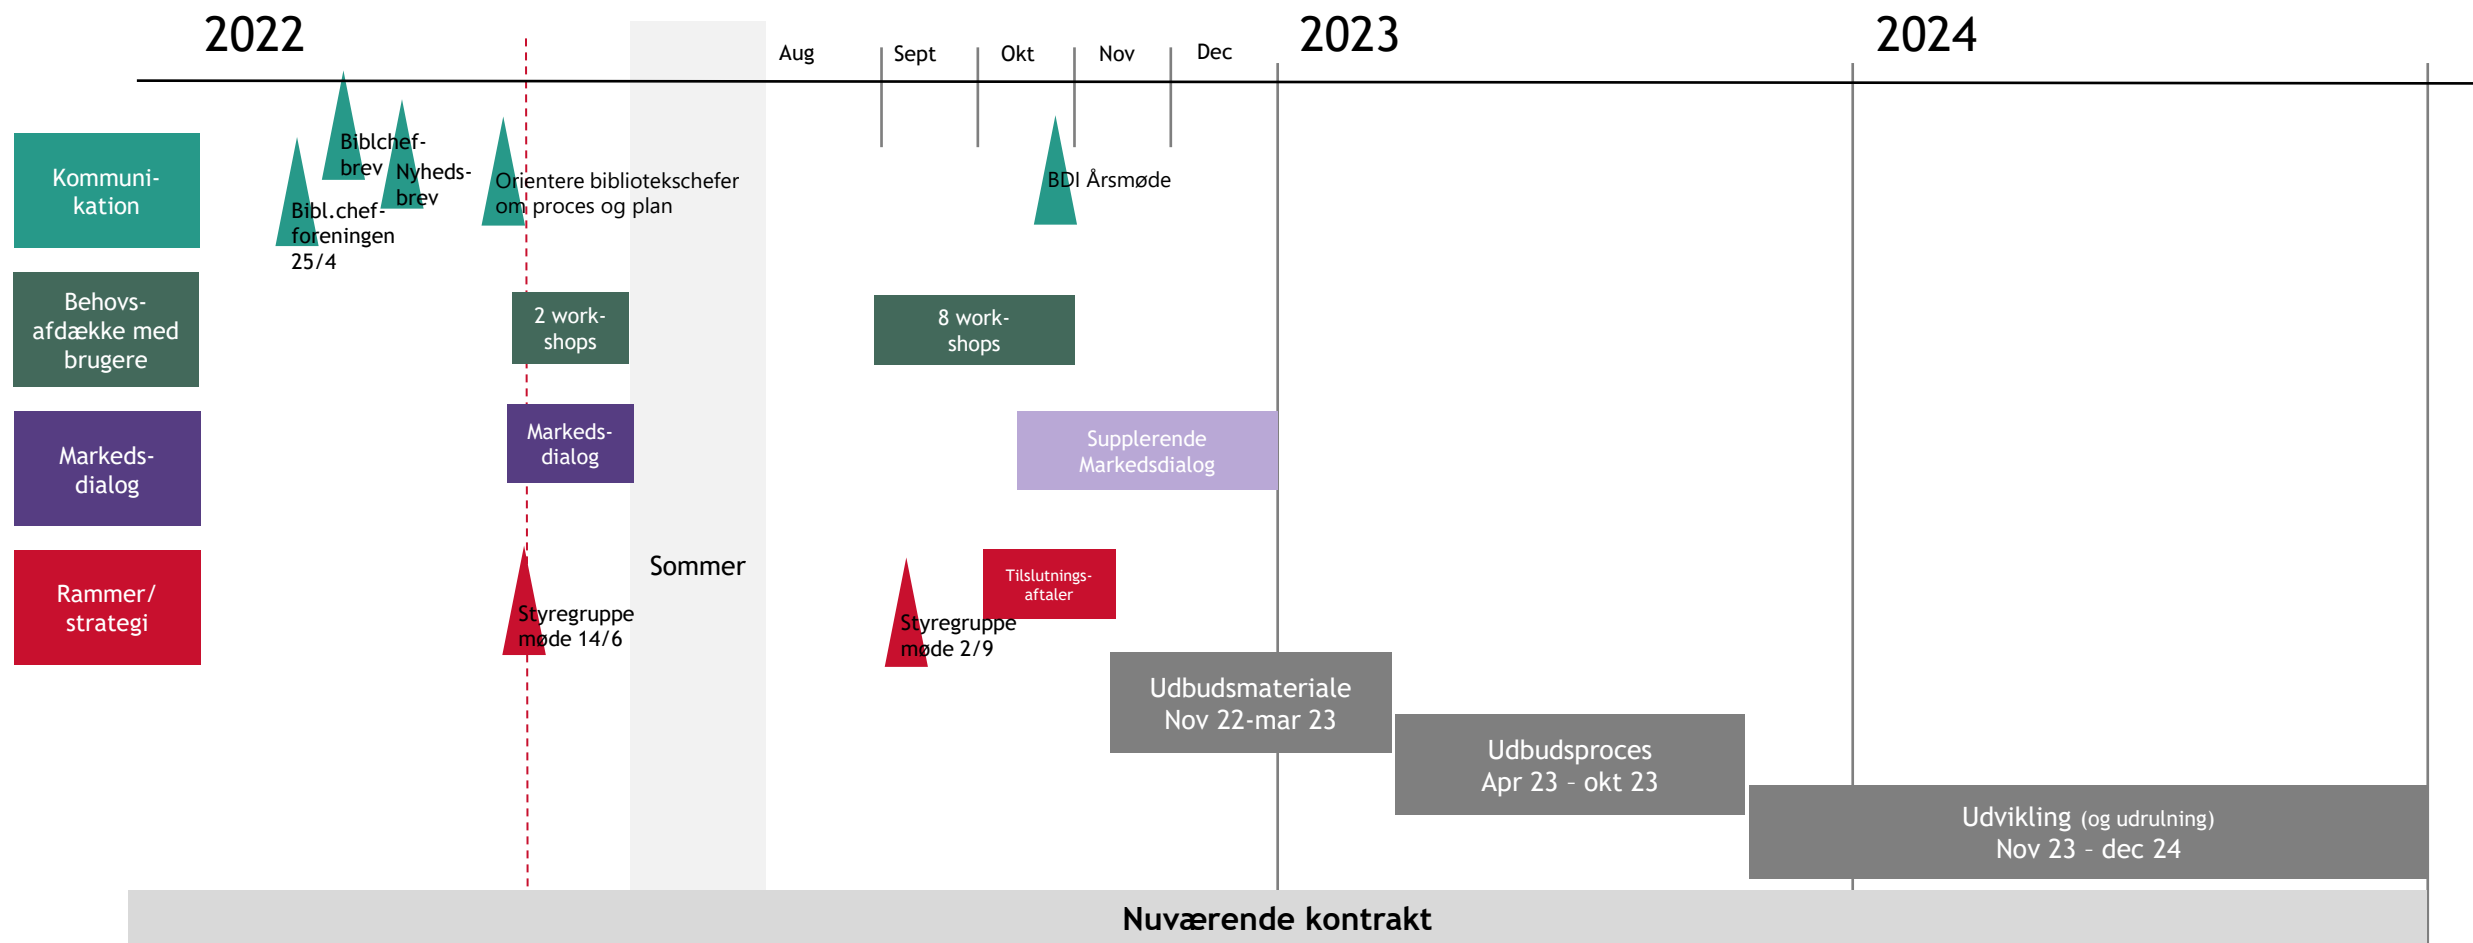 2022
2023
2024
Aug
Sept
Okt
Nov
Dec
Kommuni-
kation
Bibl.chef-
foreningen
25/4
Biblchef-
brev
Nyheds-
brev
Orientere bibliotekschefer
om proces og plan
BDI Årsmøde
Behovs-
afdække med
brugere
2 work-
shops
8 work-
shops
Markeds-
dialog
Markeds-
dialog
Supplerende
Markedsdialog
Rammer/
strategi
Styregruppe
møde 14/6
Sommer
Styregruppe
møde 2/9
Tilslutnings-
aftaler
Udbudsmateriale
Nov 22-mar 23
Udbudsproces
Apr 23 – okt 23
Udvikling (og udrulning)
Nov 23 – dec 24
Nuværende kontrakt